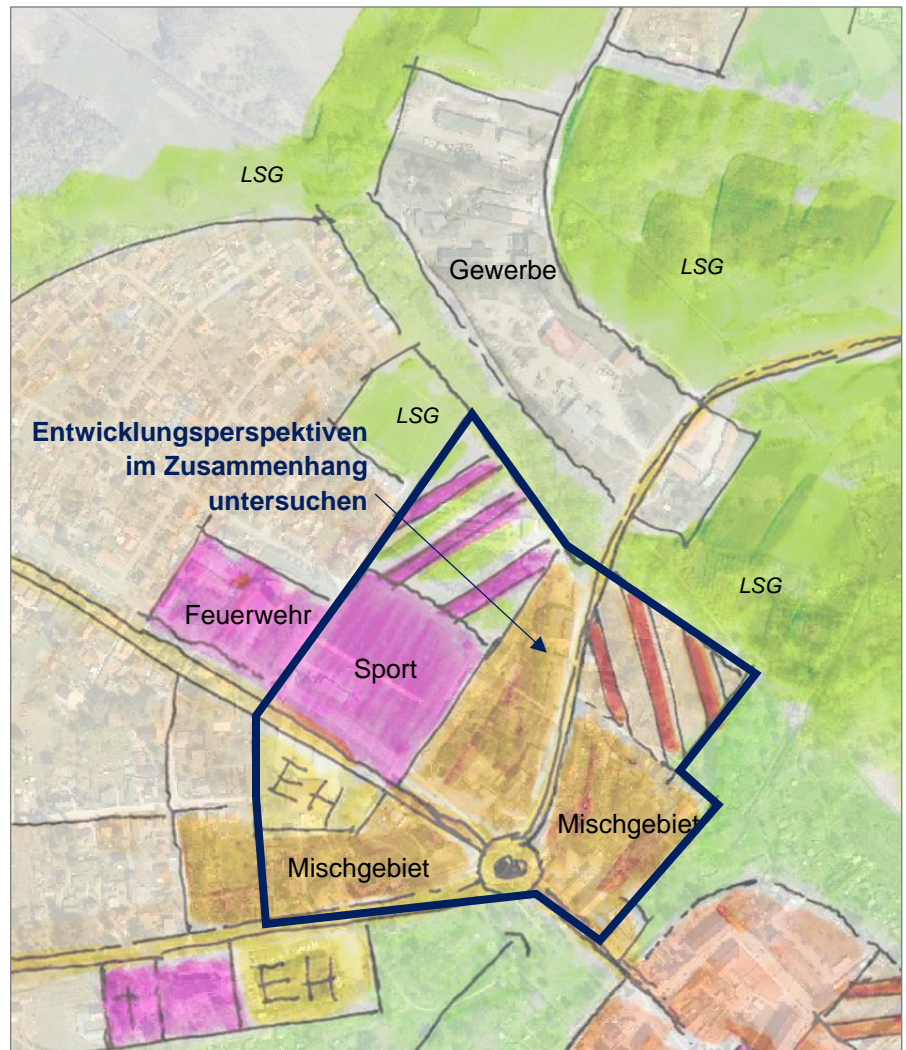 LSG
LSG
Gewerbe
LSG
Entwicklungsperspektiven
im Zusammenhang
untersuchen
LSG
Feuerwehr
Sport
EH
Mischgebiet
Mischgebiet
EH